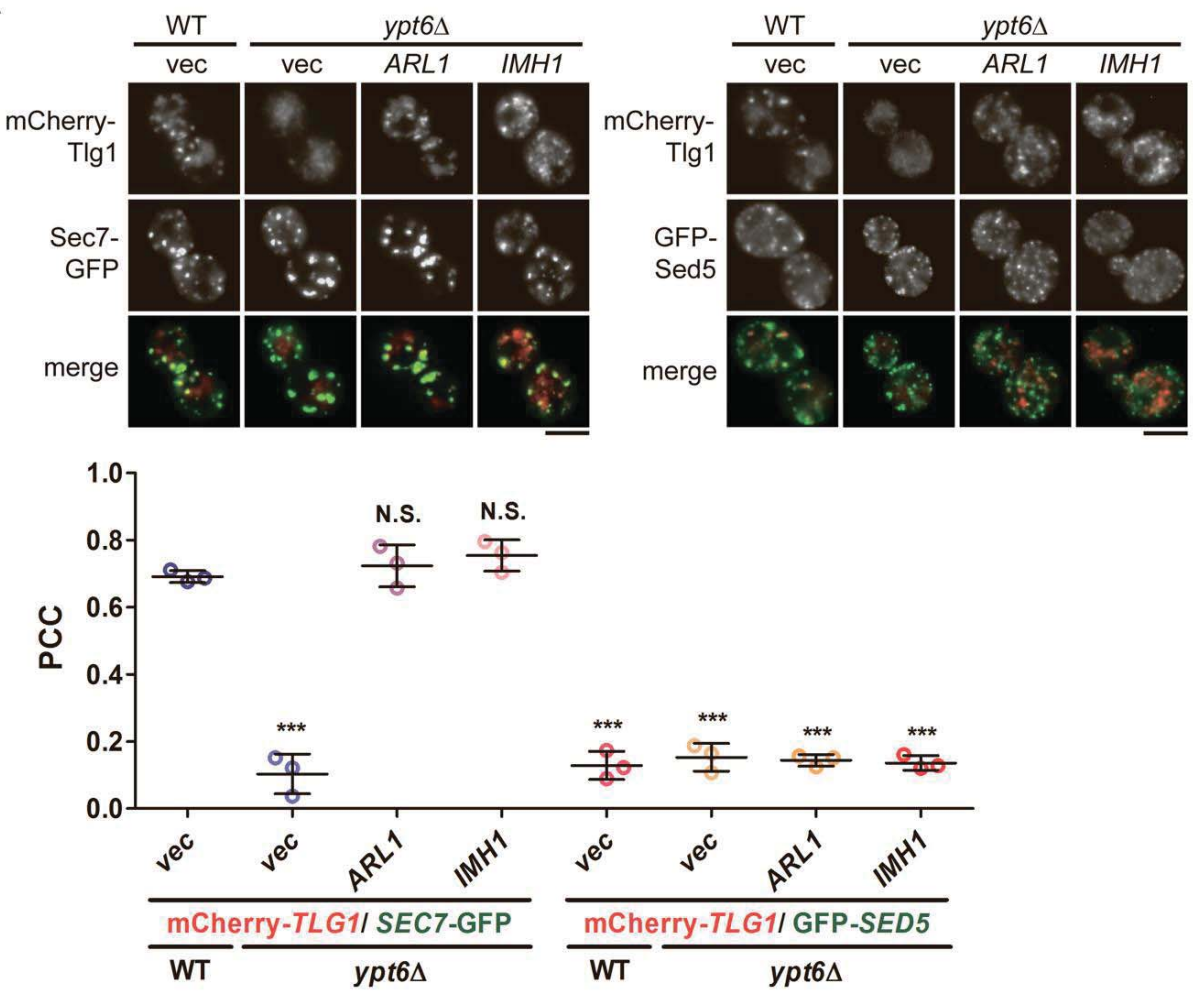 WT ypt6Δ
vec vec ARL1 IMH1
mCherry-
Tlg1
Sec7-
GFP
merge
WT ypt6Δ
vec vec ARL1 IMH1
mCherry-
Tlg1
GFP-
Sed5
merge
PCC
1.0
0.8
0.6
0.4
0.2
0.0
*** N.S. N.S. *** *** *** ***
vec vec ARL1 IMH1 vec vec ARL1 IMH1
mCherry-TLG1/ SEC7-GFP mCherry-TLG1/ GFP-SED5
WT ypt6Δ WT ypt6Δ